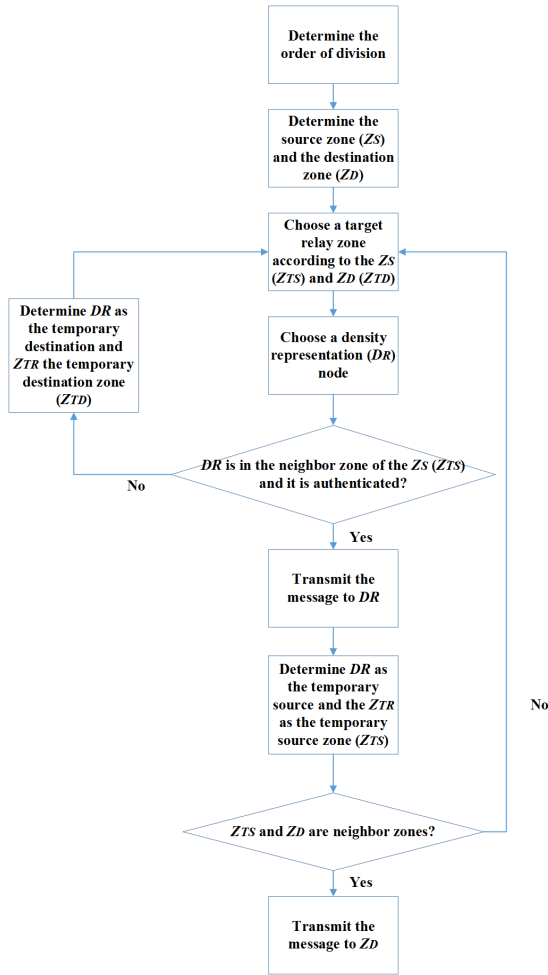 Determine the
order of division
Determine the
source zone (ZS)
and the destination
zone (ZD)
Choose a target
relay zone
according to the ZS
(ZTS) and ZD (ZTD)
Determine DR as
the temporary
destination and
ZTR the temporary
destination zone
(ZTD)
Choose a density
representation (DR)
node
DR is in the neighbor zone of the ZS (ZTS)
and it is authenticated?
No
Yes
Transmit the
message to DR
Determine DR as
the temporary
source and the ZTR
as the temporary
source zone (ZTS)
No
ZTS and ZD are neighbor zones?
Yes
Transmit the
message to ZD